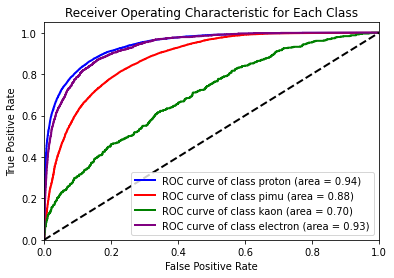 Receiver Operating Characteristic for Each Class
1.0
0.8
0.6
0.4
0.2
0.0
True Positive Rate
ROC curve of class proton (area = 0.94)
ROC curve of class pimu (area = 0.88)
ROC curve of class kaon (area = 0.70)
ROC curve of class electron (area = 0.93)
0.0 0.2 0.4 0.6 0.8 1.0
False Positive Rate